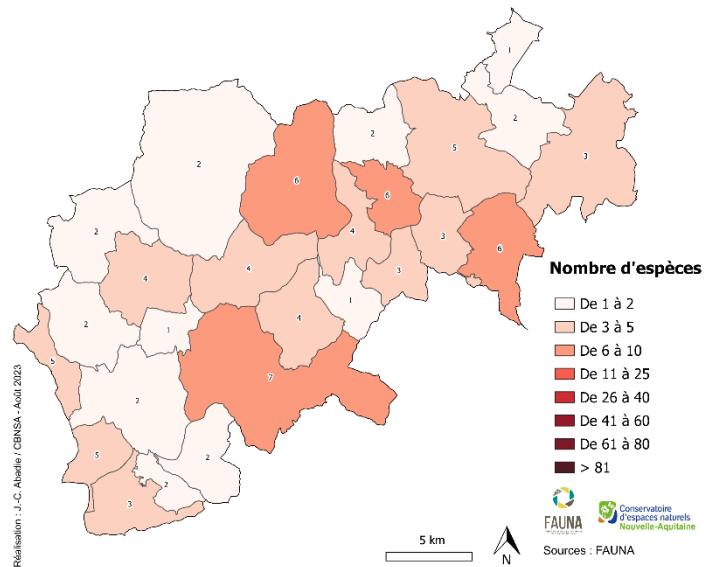 1
2
2
5
3
2
6
6
2
4
3
6
4
4
3
2
1
4
1
5
7
2
5
2
2
3
Nombre d'espèces
De 1 à 2
De 3 à 5
De 6 à 10
De 11 à 25
De 26 à 40
De 41 à 60
De 61 à 80
> 81
FAUNA
Conservatoire
d'espaces naturels
Nouvelle-Aquitaine
5 km
N
Sources : FAUNA
Réalisation : J.-C. Abadie / CBNSA - Août 2023